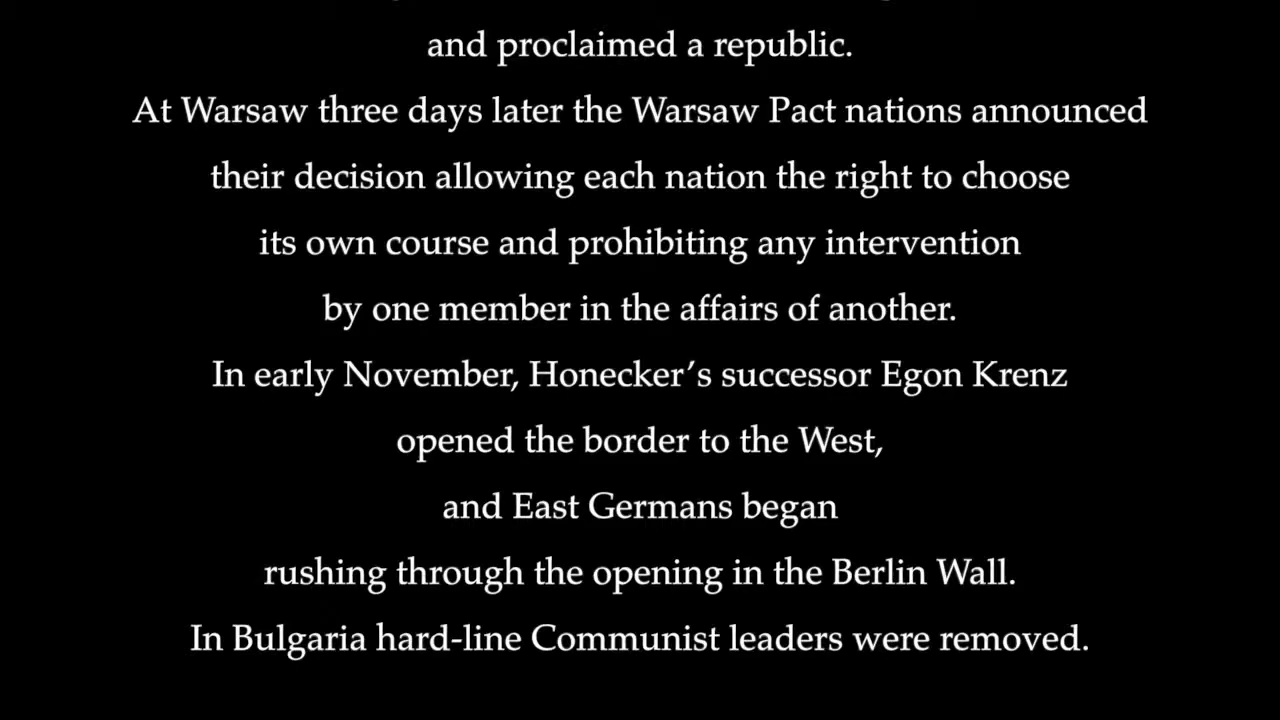 and proclaimed a republic.
At Warsaw three days later the Warsaw Pact nations announced
their decision allowing each nation the right to choose
its own course and prohibiting any intervention
by one member in the affairs of another.
In early November, Honecker’s successor Egon Krenz
opened the border to the West,
and East Germans began
rushing through the opening in the Berlin Wall.
In Bulgaria hard-line Communist leaders were removed.